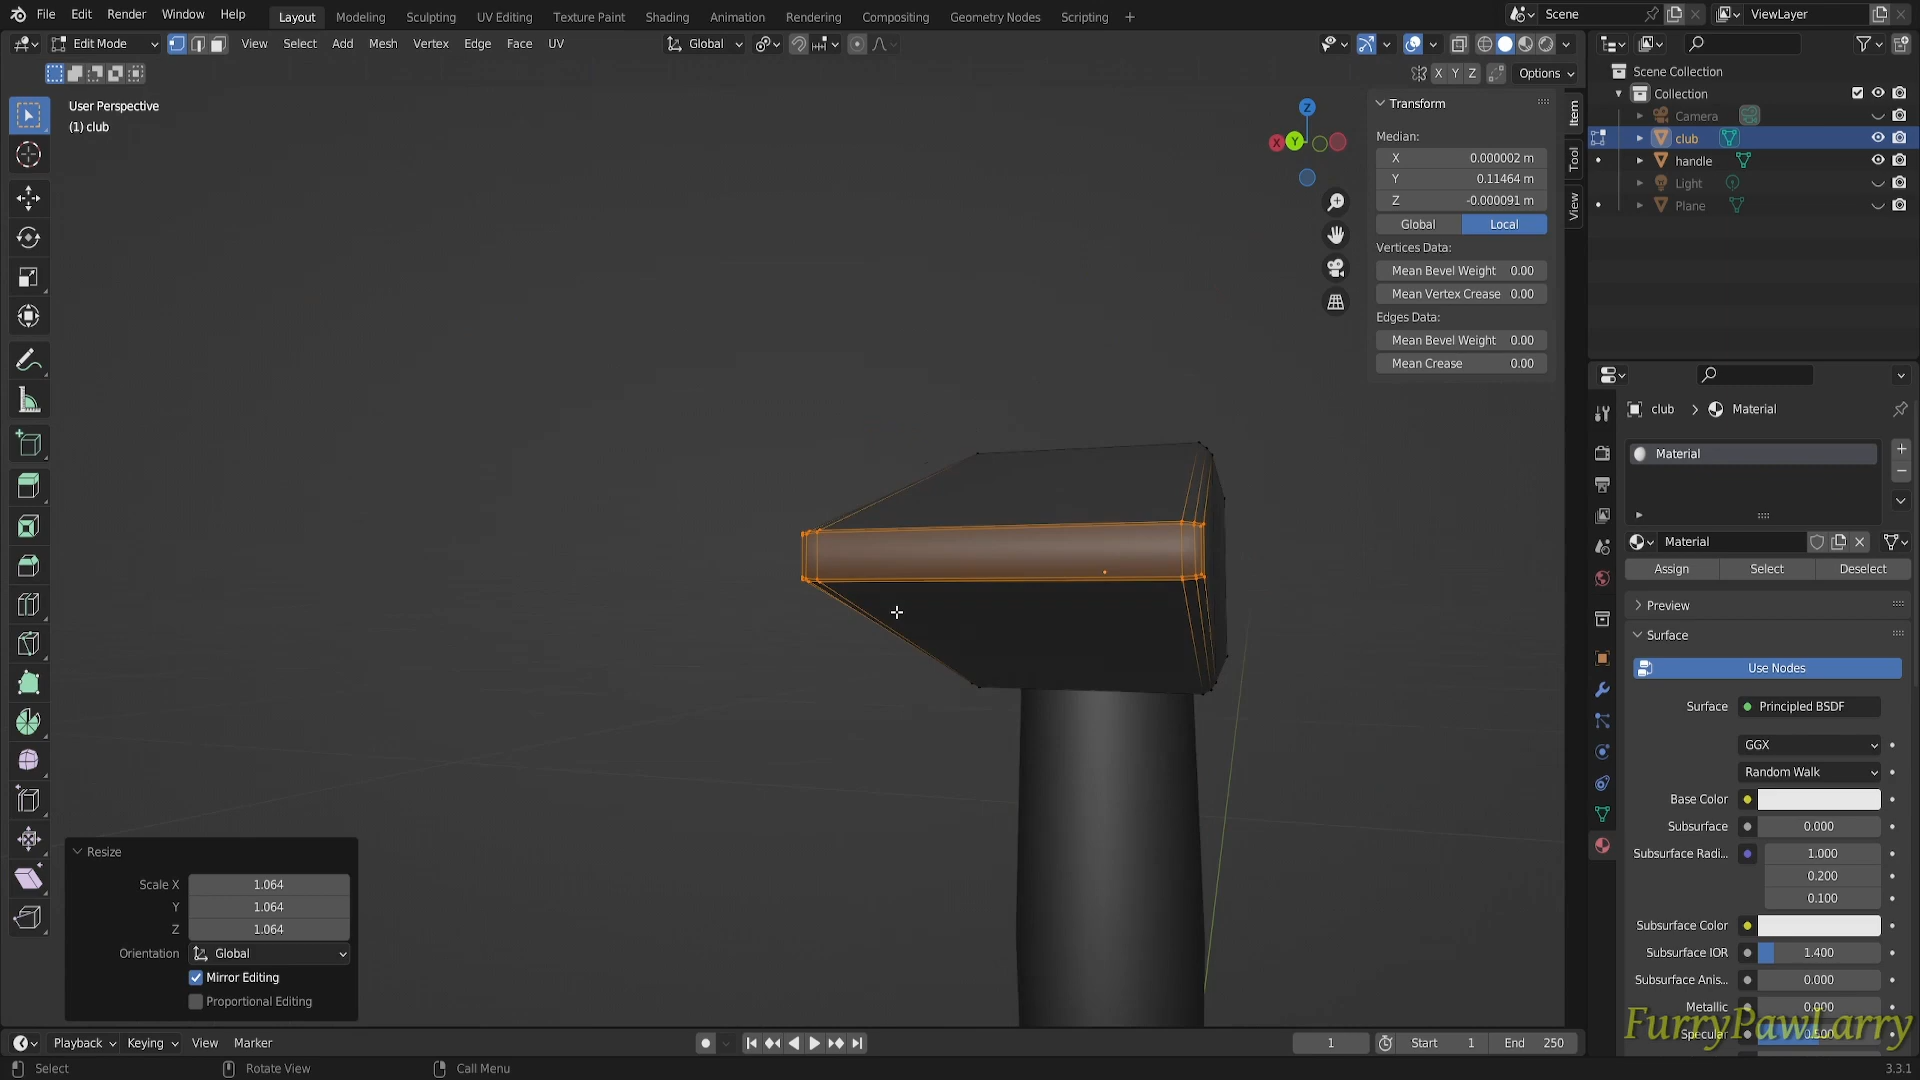 File Edit Render Window Help Layout Modeling Sculpting UV Editing Texture Paint Shading Animation Rendering Compositing Geometry Nodes Scripting + Scene ViewLayer
Edit Mode View Select Add Mesh Vertex Edge Face UV Global
X Y Z Options
User Perspective
(1) club
Z
X Y
Transform
Median:
X 0.000002 m
Y 0.11464 m
Z -0.000091 m
Global Local
Vertices Data:
Mean Bevel Weight 0.00
Mean Vertex Crease 0.00
Edges Data:
Mean Bevel Weight 0.00
Mean Crease 0.00
Item
Tool
View
Scene Collection
Collection
Camera
club
handle
Light
Plane
club > Material
Material
Material
Assign Select Deselect
Preview
Surface
Use Nodes
Surface Principled BSDF
GGX
Random Walk
Base Color
Subsurface 0.000
Subsurface Radi... 1.000
0.200
0.100
Subsurface Color
Subsurface IOR 1.400
Subsurface Anis... 0.000
Metallic 0.000
Specular 0.500
FurryPawLarry
Resize
Scale X 1.064
Y 1.064
Z 1.064
Orientation Global
Mirror Editing
Proportional Editing
Playback Keying View Marker 1 Start 1 End 250
Select Rotate View Call Menu 3.3.1